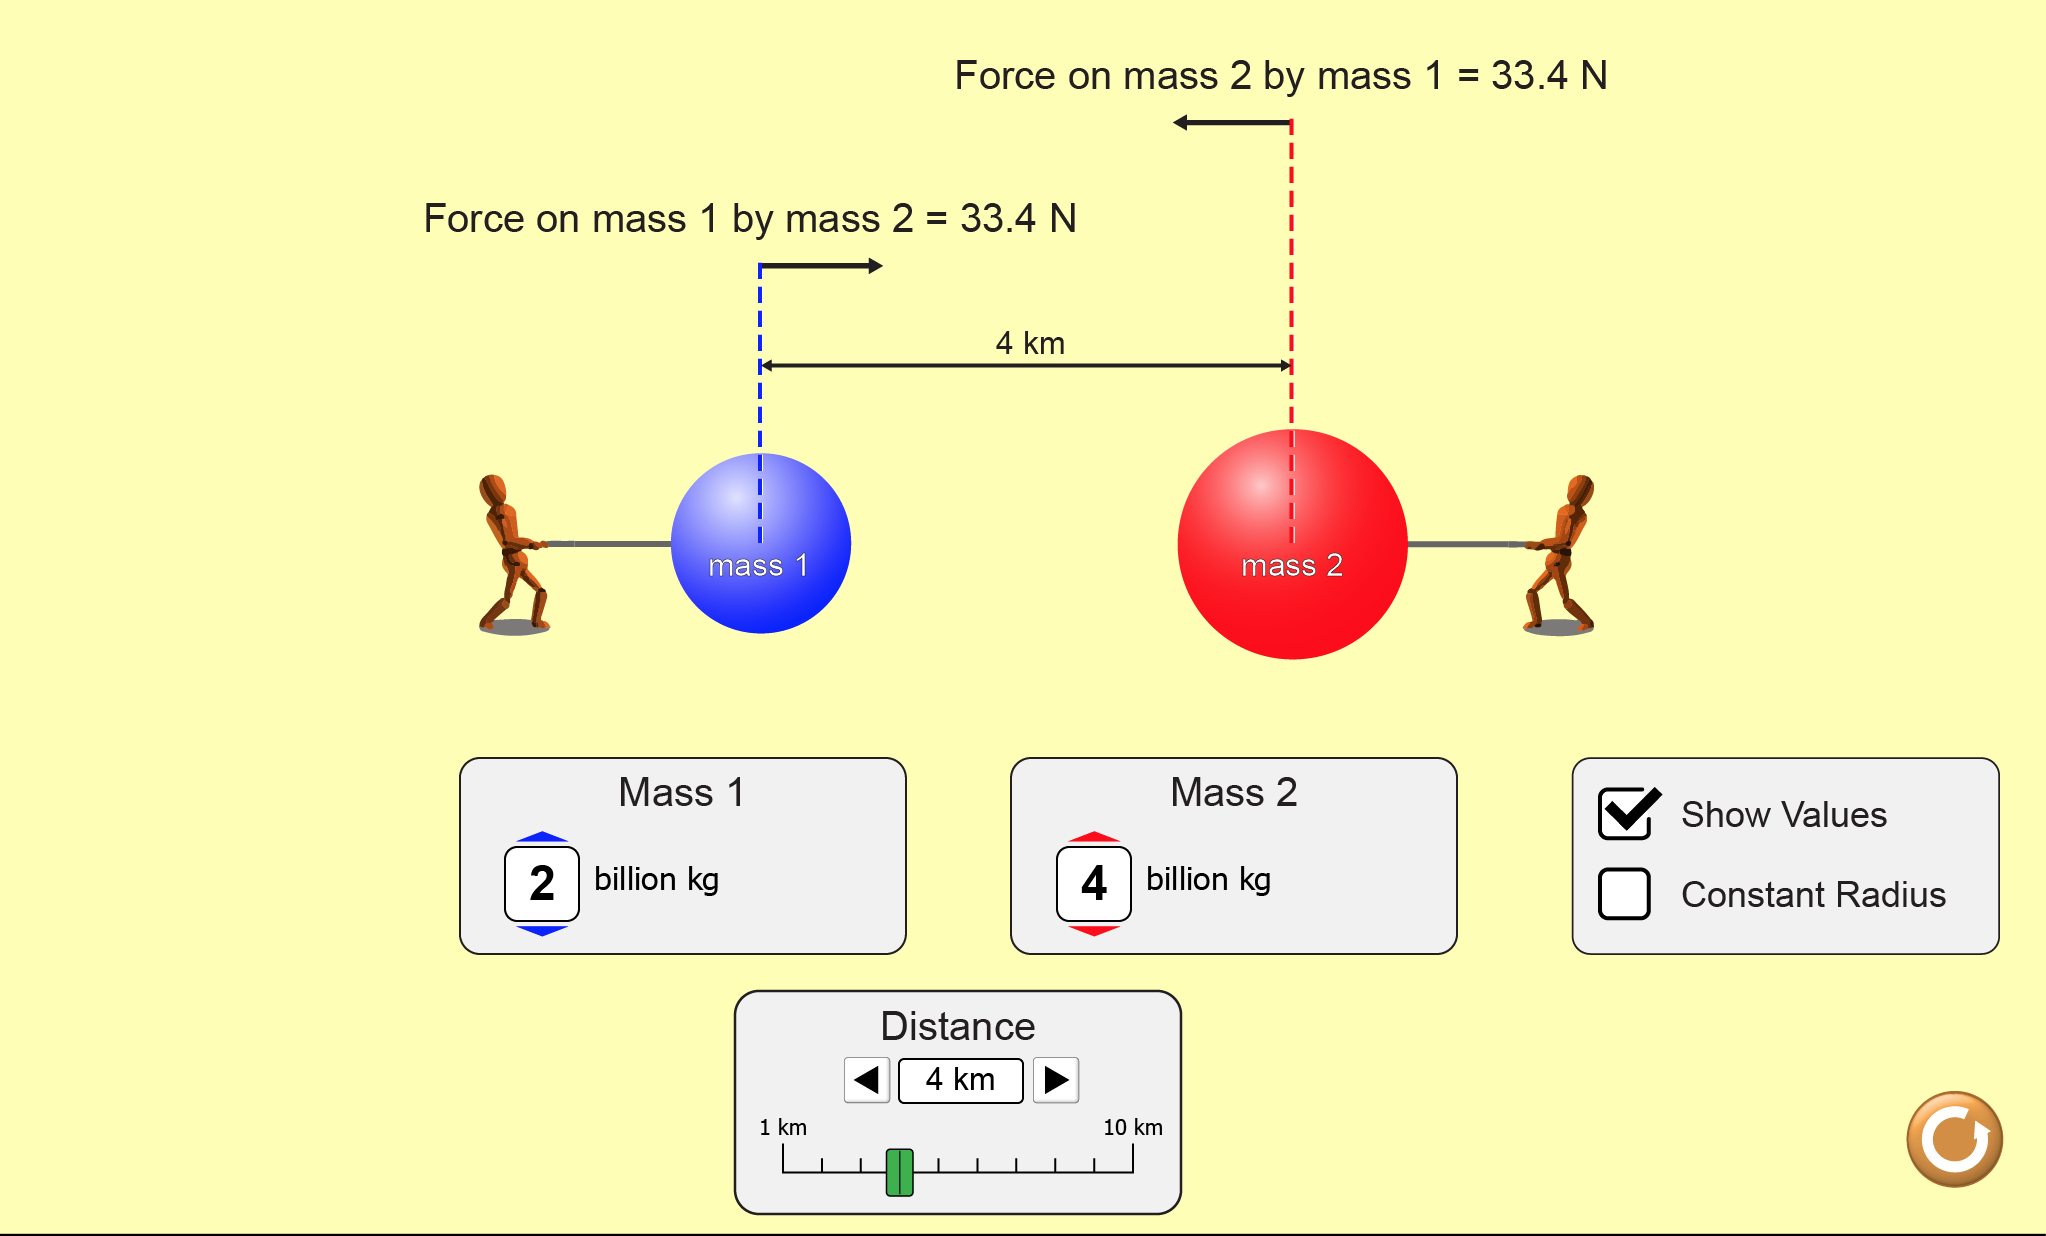 Force on mass 2 by mass 1 = 33.4 N
Force on mass 1 by mass 2 = 33.4 N
4 km
mass 1
mass 2
Mass 1
2 billion kg
Mass 2
4 billion kg
Show Values
Constant Radius
Distance
4 km
1 km
10 km